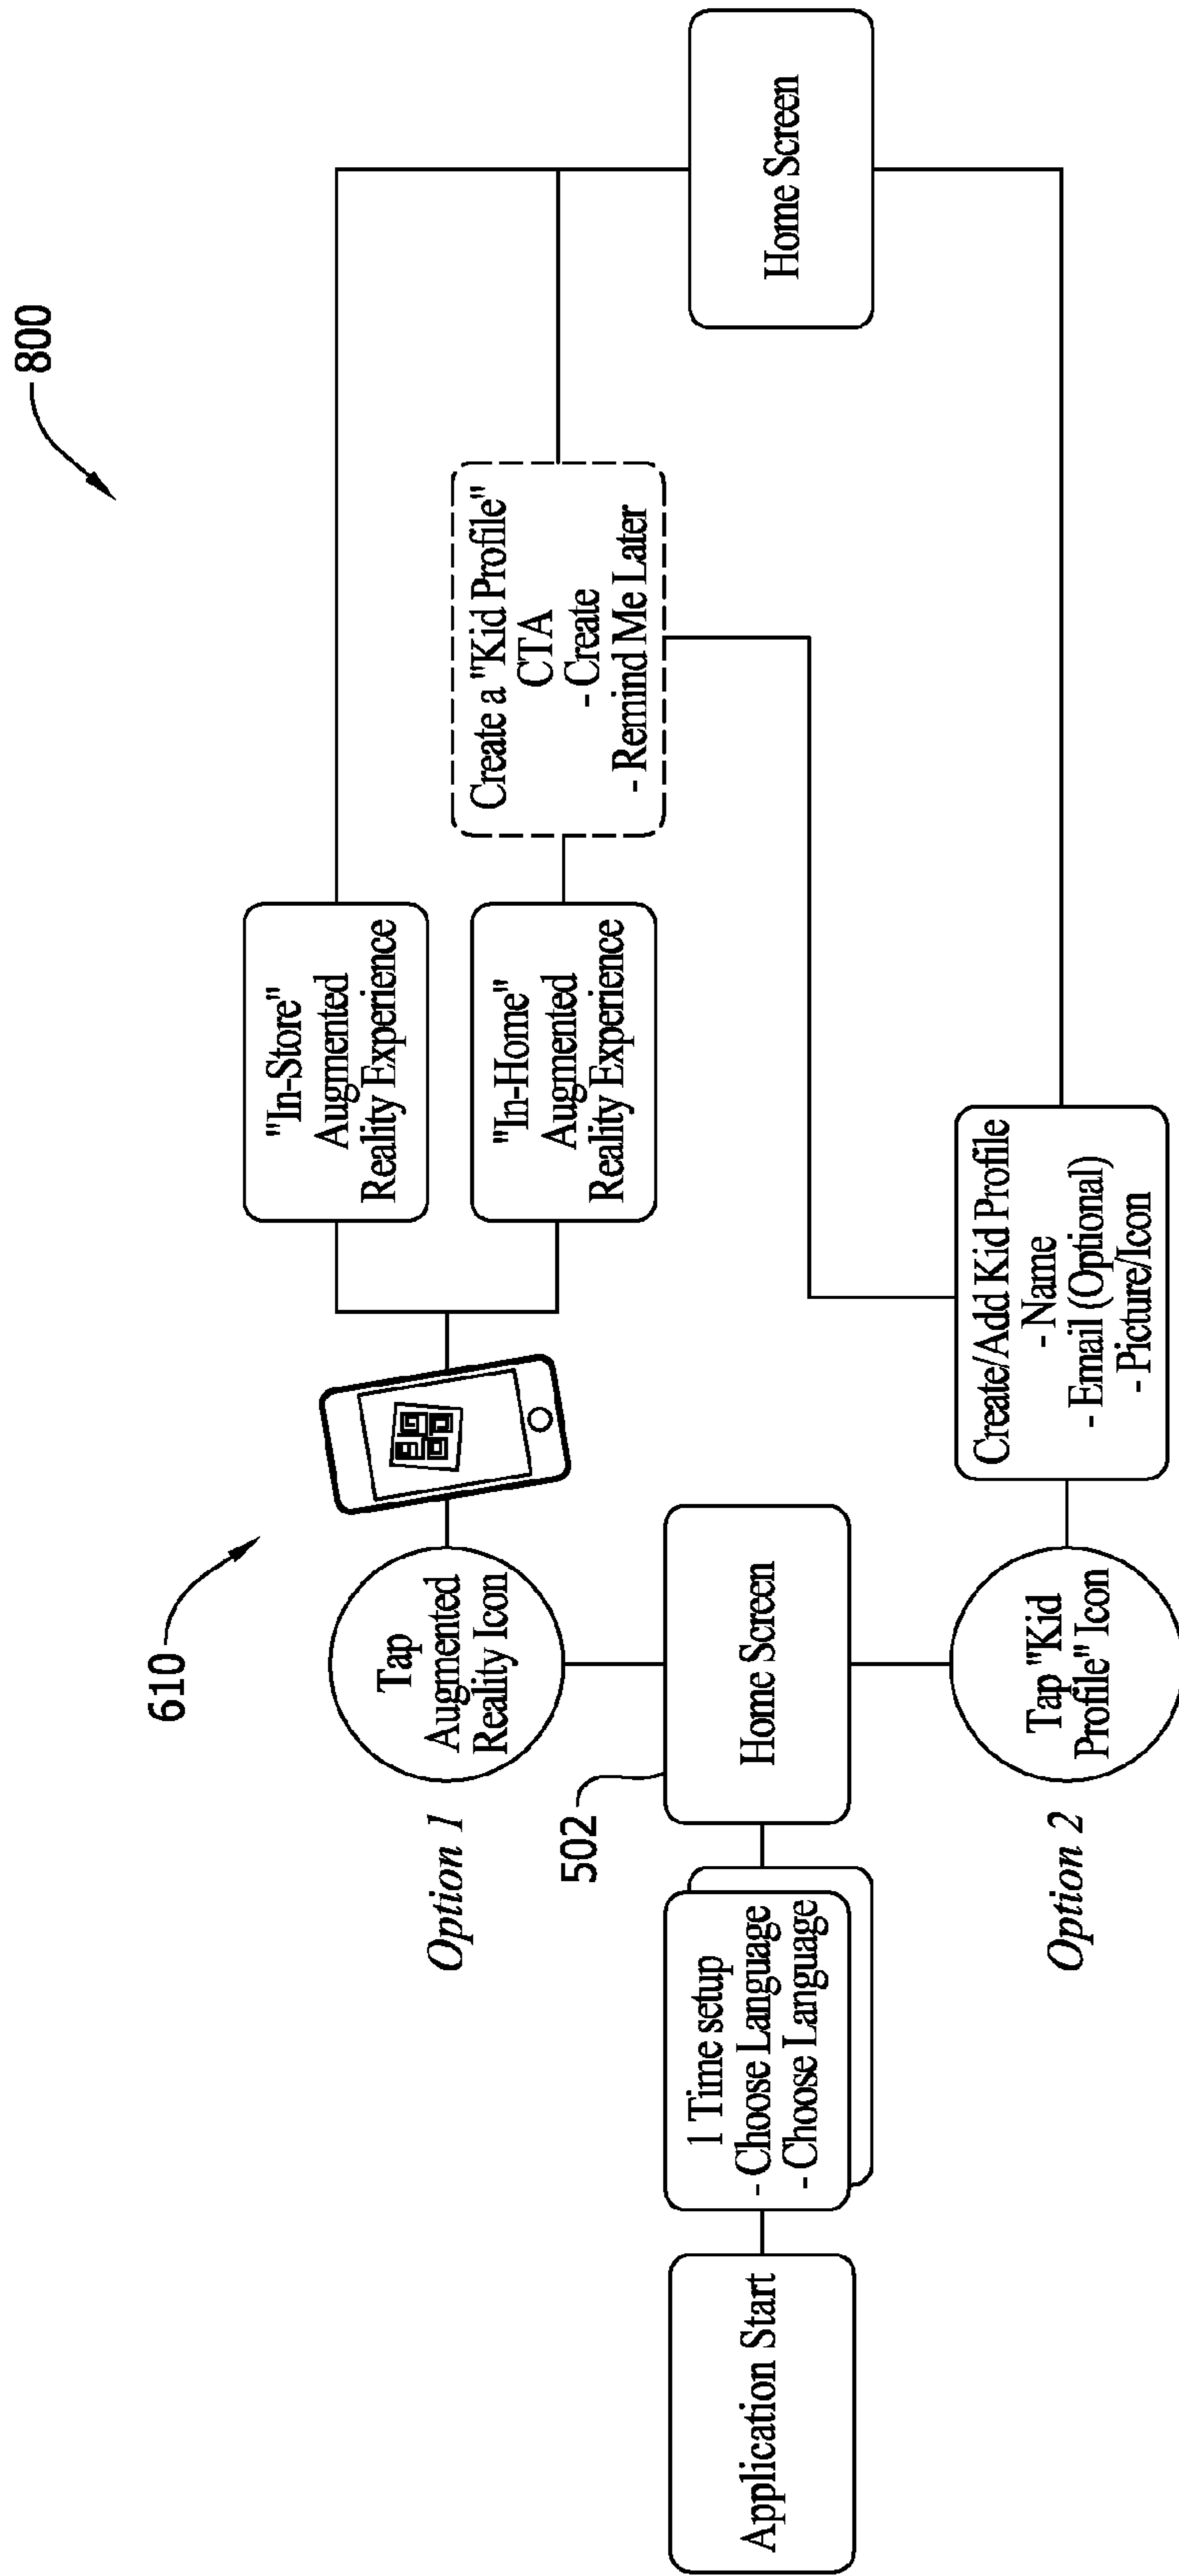 800
610
Option 1
Tap
Augmented
Reality Icon
"In-Store"
Augmented
Reality Experience
"In-Home"
Augmented
Reality Experience
Create a "Kid Profile"
CTA
- Create
- Remind Me Later
502
Application Start
1 Time setup
- Choose Language
- Choose Language
Home Screen
Home Screen
Option 2
Tap "Kid
Profile" Icon
Create/Add Kid Profile
- Name
- Email (Optional)
- Picture/Icon